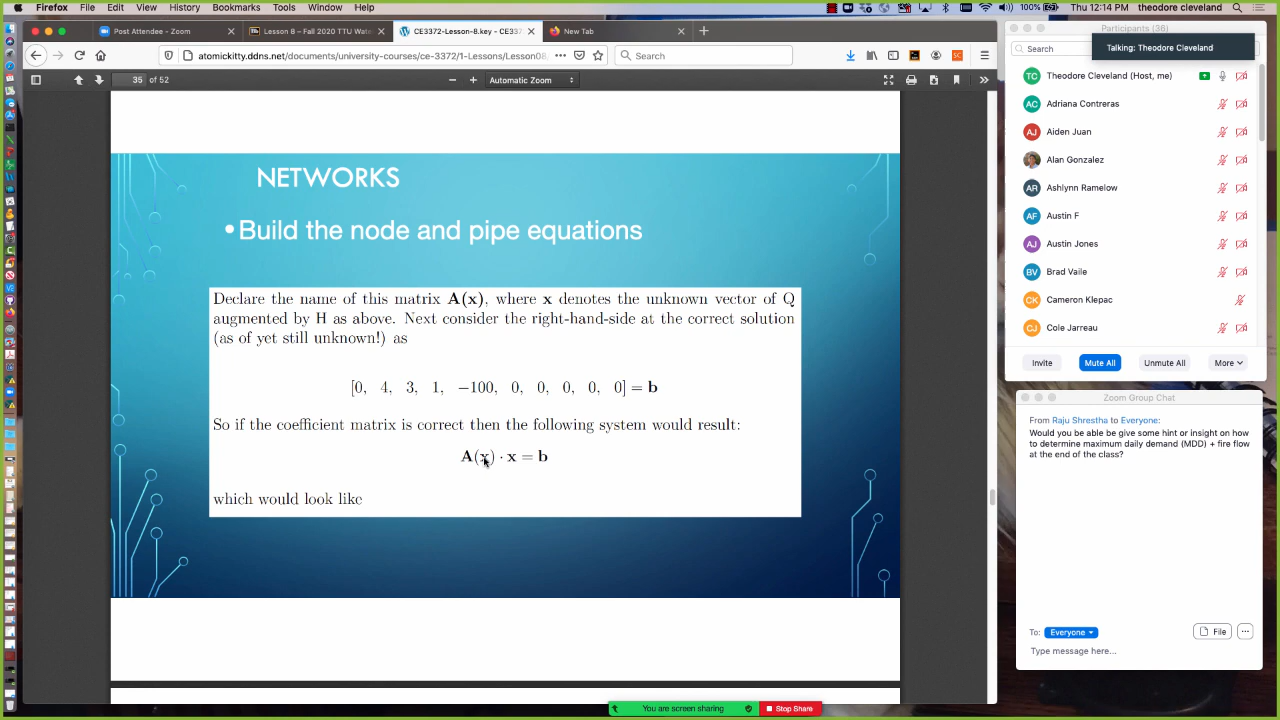 Firefox File Edit View History Bookmarks Tools Window Help 100% Thu 12:14 PM theodore cleveland
Post Attendee - Zoom
Lesson 8 – Fall 2020 TTU Wate
CE3372-Lesson-8.key - CE3372-
New Tab
atomickitty.ddns.net/documents/university-courses/ce-3372/1-Lessons/Lesson08
Search
35 of 52
Automatic Zoom
NETWORKS
• Build the node and pipe equations
Declare the name of this matrix A(x), where x denotes the unknown vector of Q
augmented by H as above. Next consider the right-hand-side at the correct solution
(as of yet still unknown!) as
[0, 4, 3, 1, −100, 0, 0, 0, 0, 0] = b
So if the coefficient matrix is correct then the following system would result:
A(x) · x = b
which would look like
You are screen sharing
Stop Share
Participants (36)
Search
Talking: Theodore Cleveland
TC Theodore Cleveland (Host, me)
AC Adriana Contreras
AJ Aiden Juan
Alan Gonzalez
AR Ashlynn Ramelow
AF Austin F
AJ Austin Jones
BV Brad Vaile
CK Cameron Klepac
CJ Cole Jarreau
Invite
Mute All
Unmute All
More
Zoom Group Chat
From Raju Shrestha to Everyone:
Would you be able be give some hint or insight on how
to determine maximum daily demand (MDD) + fire flow
at the end of the class?
To: Everyone
File
Type message here...